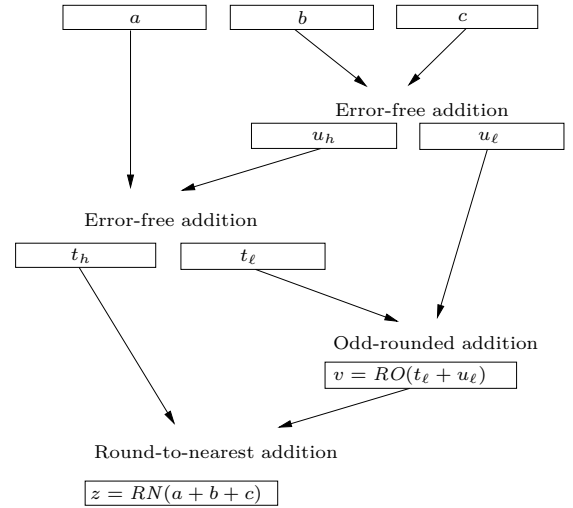 a b c
Error-free addition
u_h u_ℓ
Error-free addition
t_h t_ℓ
Odd-rounded addition
v = RO(t_ℓ + u_ℓ)
Round-to-nearest addition
z = RN(a + b + c)